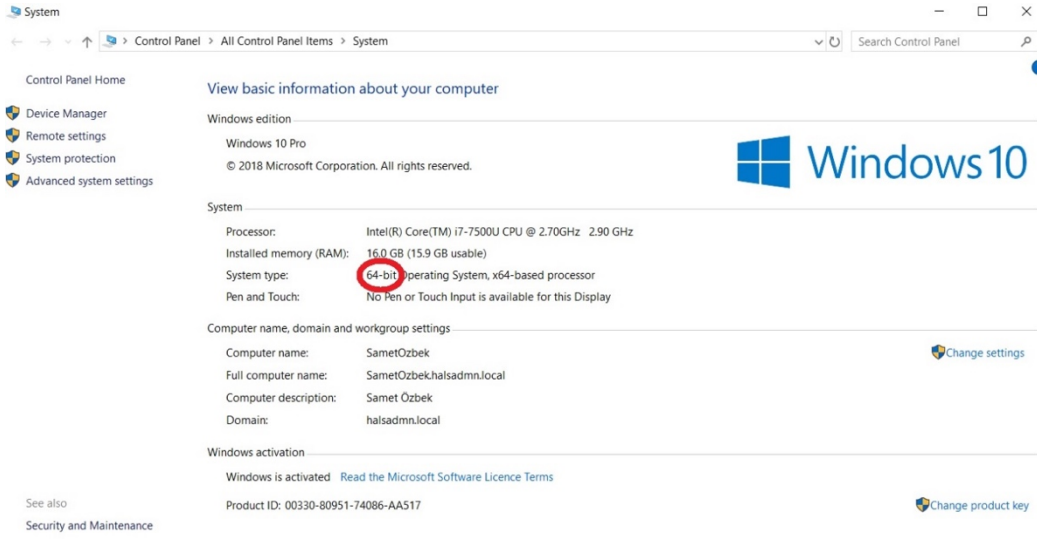 System
Control Panel > All Control Panel Items > System
Search Control Panel
Control Panel Home
Device Manager
Remote settings
System protection
Advanced system settings
View basic information about your computer
Windows edition
Windows 10 Pro
© 2018 Microsoft Corporation. All rights reserved.
Windows 10
System
Processor: Intel(R) Core(TM) i7-7500U CPU @ 2.70GHz 2.90 GHz
Installed memory (RAM): 16.0 GB (15.9 GB usable)
System type: 64-bit Operating System, x64-based processor
Pen and Touch: No Pen or Touch Input is available for this Display
Computer name, domain and workgroup settings
Computer name: SametOzbek
Change settings
Full computer name: SametOzbek.halsadmn.local
Computer description: Samet Özbek
Domain: halsadmn.local
Windows activation
Windows is activated Read the Microsoft Software Licence Terms
Product ID: 00330-80951-74086-AA517
Change product key
See also
Security and Maintenance